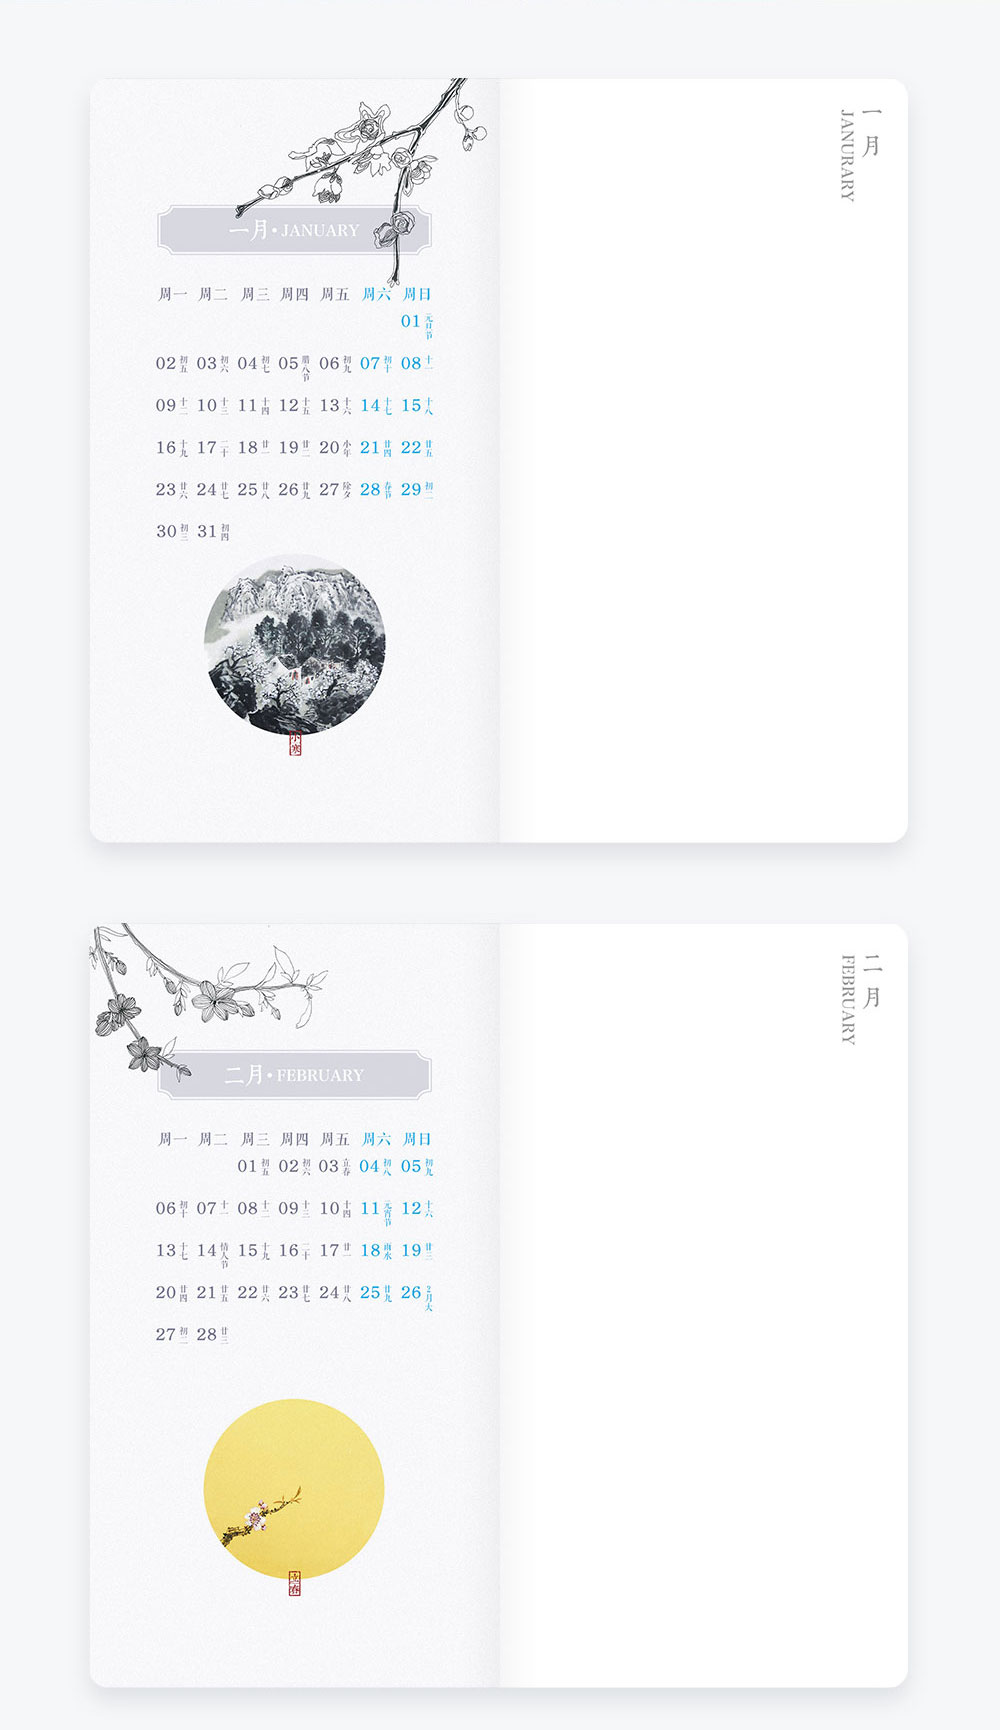 一月
JANURARY
一月·JANUARY
周一 周二 周三 周四 周五 周六 周日
01 元旦节
02 初五 03 初六 04 初七 05 腊八节 06 初九 07 初十 08 十一
09 十二 10 十三 11 十四 12 十五 13 十六 14 十七 15 十八
16 十九 17 二十 18 廿一 19 廿二 20 小年 21 廿四 22 廿五
23 廿六 24 廿七 25 廿八 26 廿九 27 除夕 28 春节 29 初二
30 初三 31 初四
小寒
二月
FEBRUARY
二月·FEBRUARY
周一 周二 周三 周四 周五 周六 周日
01 初五 02 初六 03 立春 04 初八 05 初九
06 初十 07 十一 08 十二 09 十三 10 十四 11 元宵节 12 十六
13 十七 14 情人节 15 十九 16 二十 17 廿一 18 雨水 19 廿三
20 廿四 21 廿五 22 廿六 23 廿七 24 廿八 25 廿九 26 2月大
27 初二 28 廿三
立春